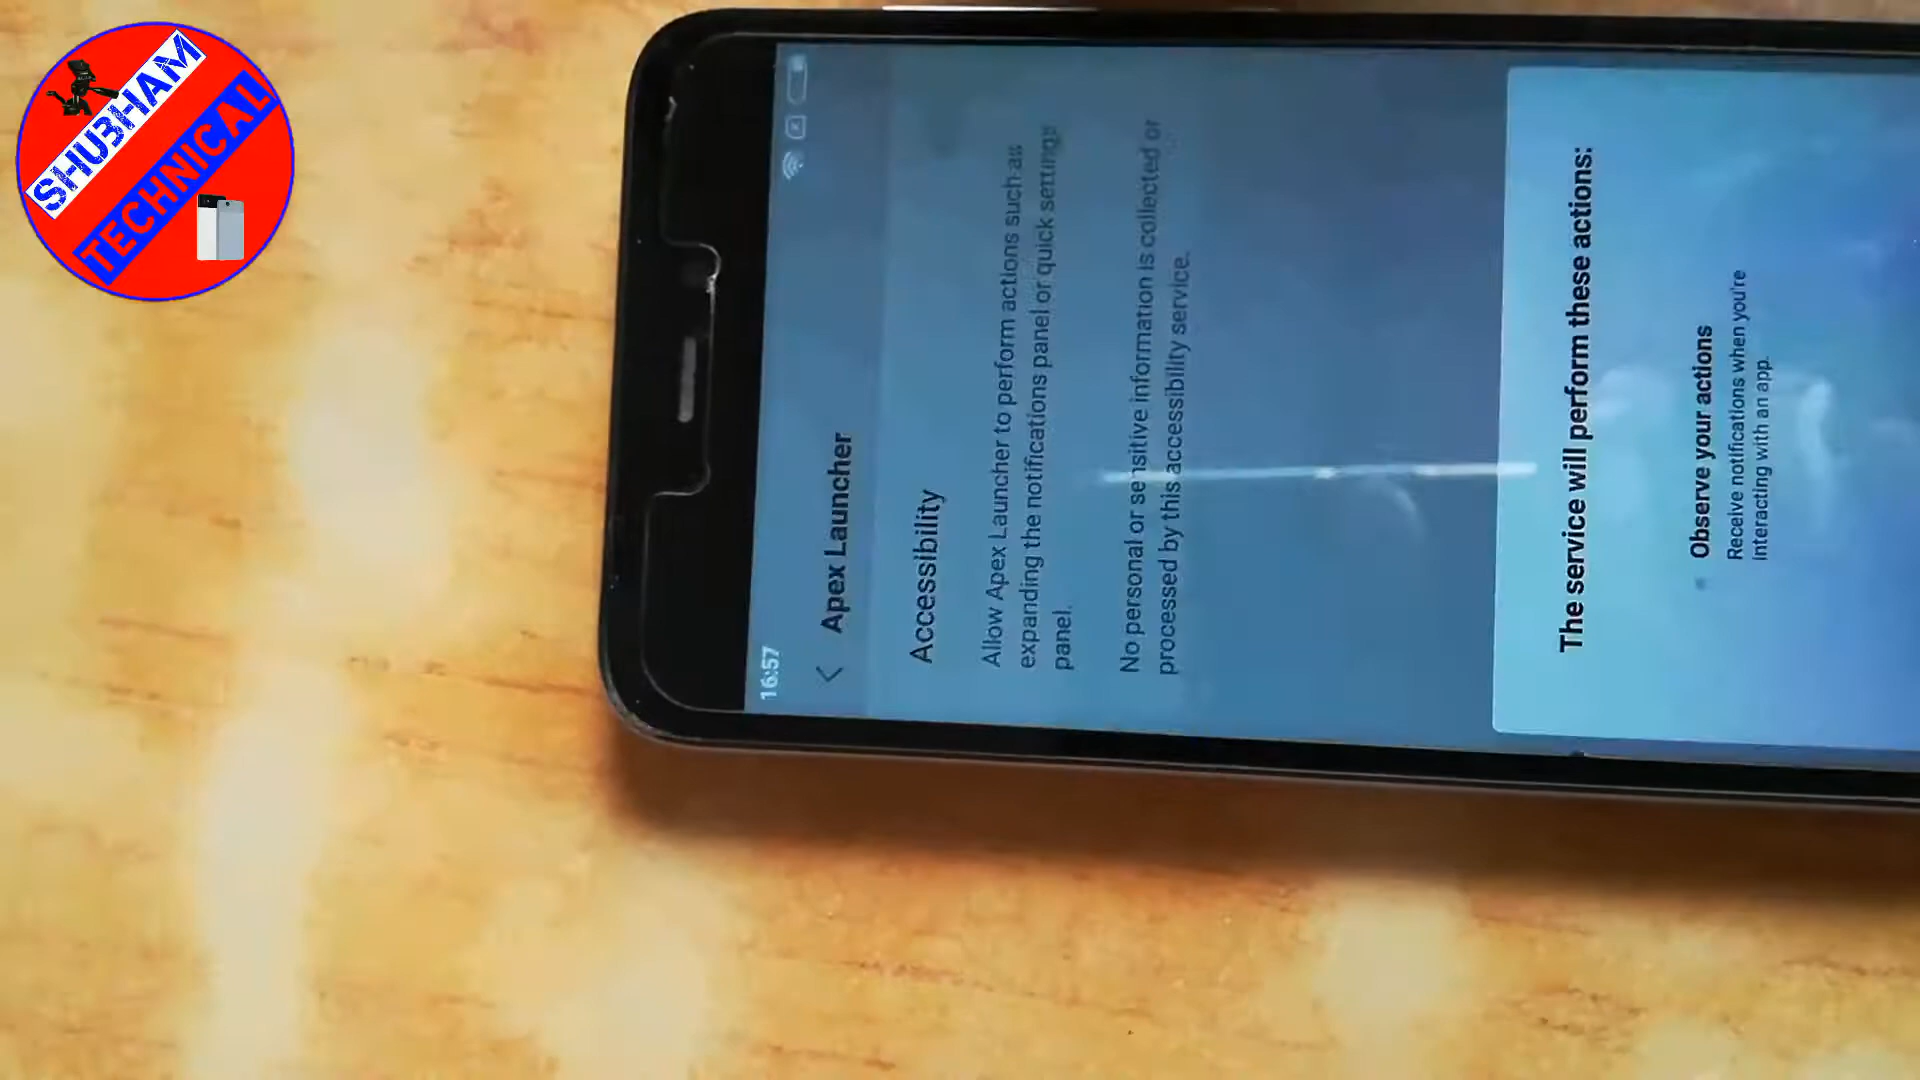 SHUBHAM
TECHNICAL
16:57
Apex Launcher
Accessibility
Allow Apex Launcher to perform actions such as
expanding the notifications panel or quick settings
panel.
No personal or sensitive information is collected or
processed by this accessibility service.
The service will perform these actions:
Observe your actions
Receive notifications when you're
interacting with an app.